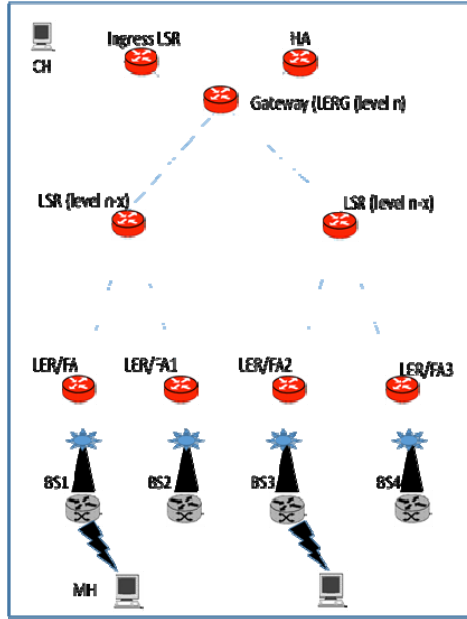 Ingress LSR
HA
CH
Gateway (LERG (level n)
LSR (level n-x)
LSR (level n-x)
LER/FA
LER/FA1
LER/FA2
LER/FA3
BS1
BS2
BS3
BS4
MH